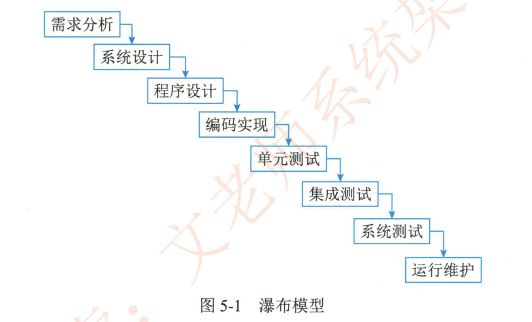 需求分析
系统设计
程序设计
编码实现
单元测试
集成测试
系统测试
运行维护
图 5-1 瀑布模型
文老师系统架